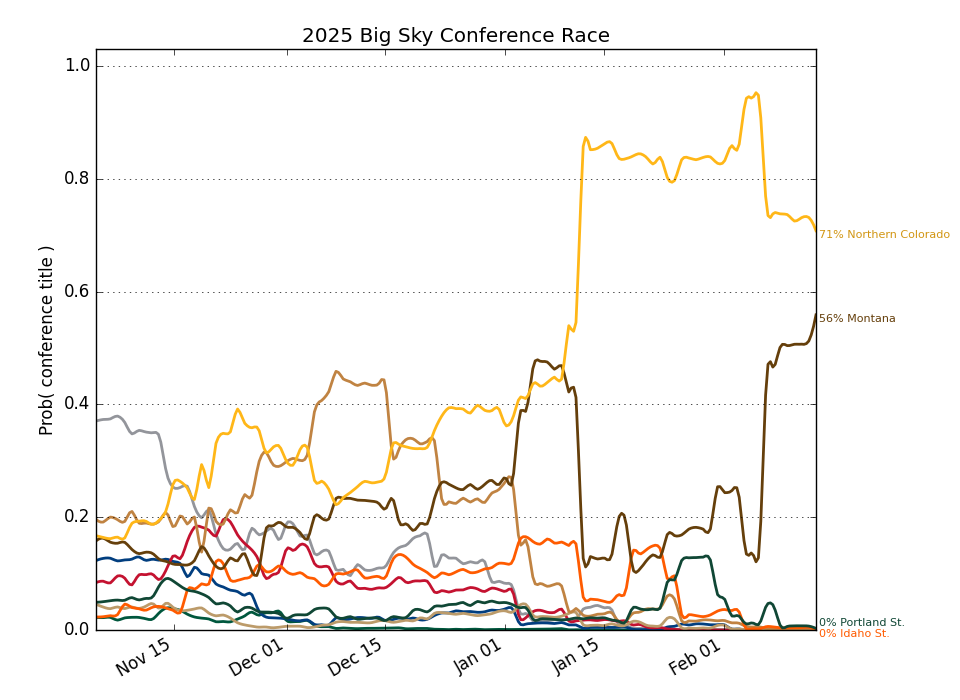 2025 Big Sky Conference Race
Prob( conference title )
1.0
0.8
0.6
0.4
0.2
0.0
71% Northern Colorado
56% Montana
0% Portland St.
0% Idaho St.
Nov 15
Dec 01
Dec 15
Jan 01
Jan 15
Feb 01